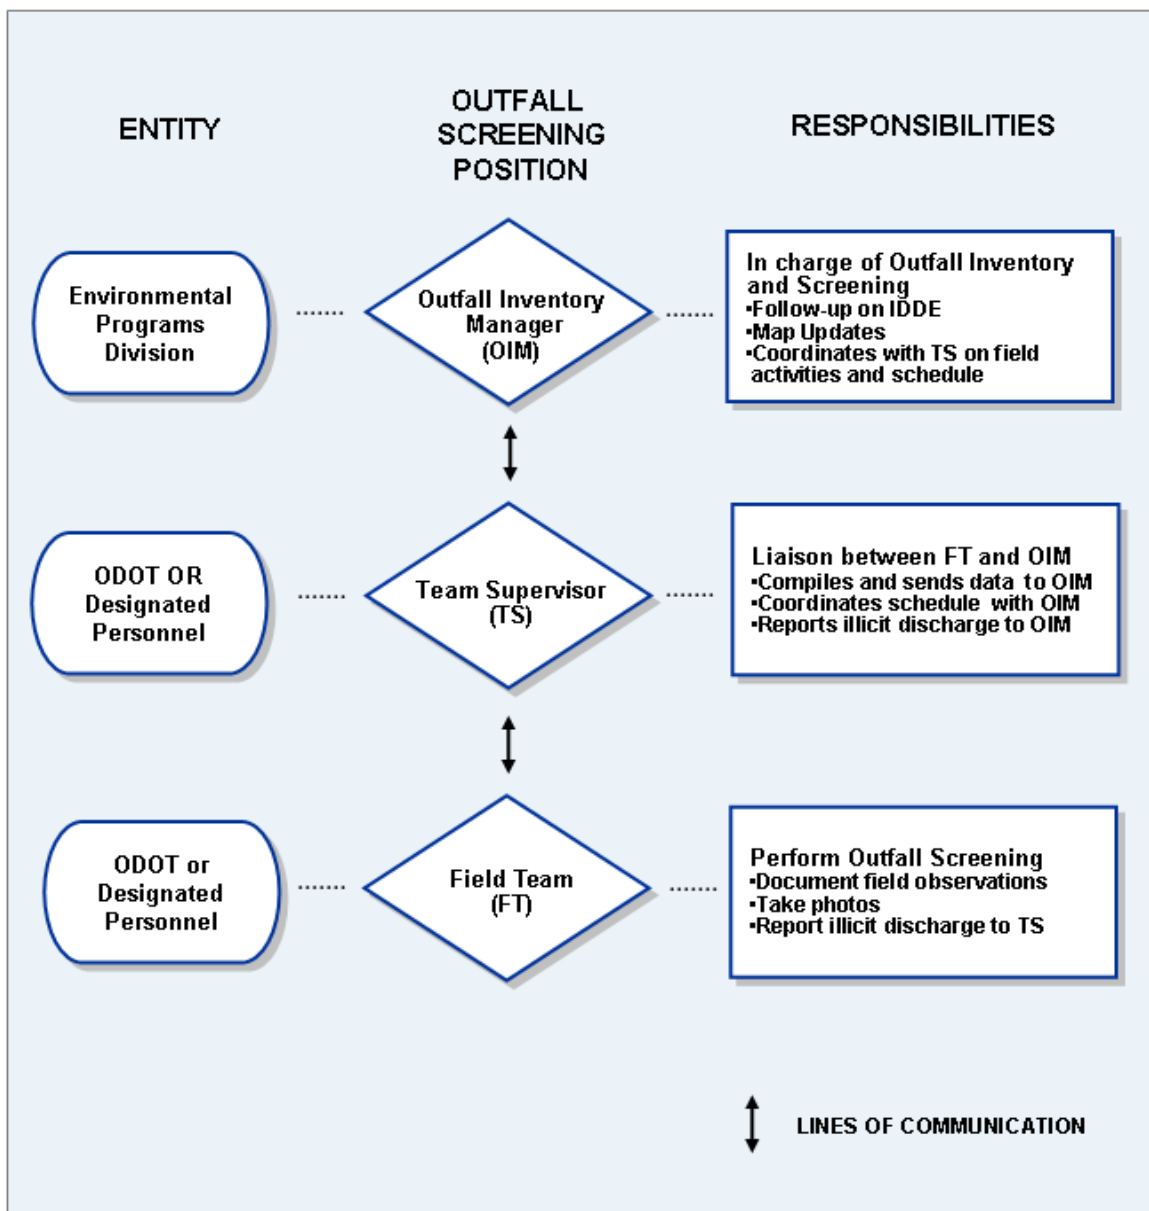 ENTITY
OUTFALL
SCREENING
POSITION
RESPONSIBILITIES
Environmental
Programs
Division
Outfall Inventory
Manager
(OIM)
In charge of Outfall Inventory
and Screening
•Follow-up on IDDE
•Map Updates
•Coordinates with TS on field
activities and schedule
ODOT OR
Designated
Personnel
Team Supervisor
(TS)
Liaison between FT and OIM
•Compiles and sends data to OIM
•Coordinates schedule with OIM
•Reports illicit discharge to OIM
ODOT or
Designated
Personnel
Field Team
(FT)
Perform Outfall Screening
•Document field observations
•Take photos
•Report illicit discharge to TS
LINES OF COMMUNICATION